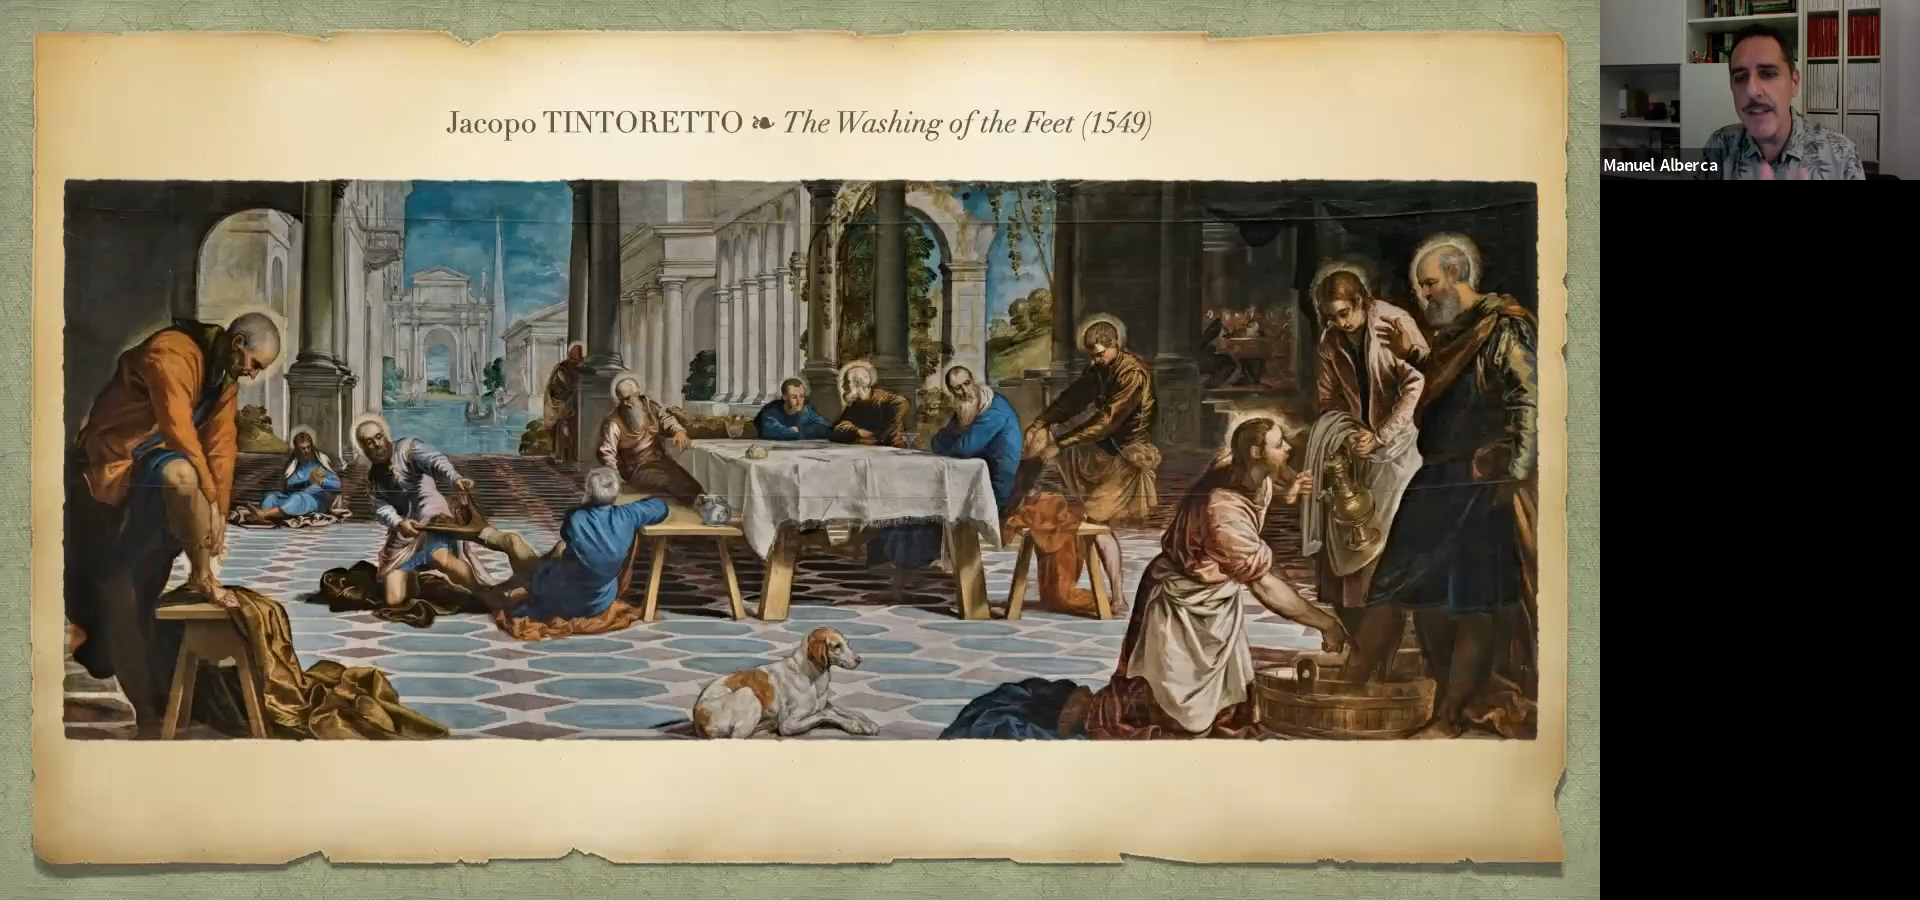 Jacopo TINTORETTO ❧ The Washing of the Feet (1549)
Manuel Alberca